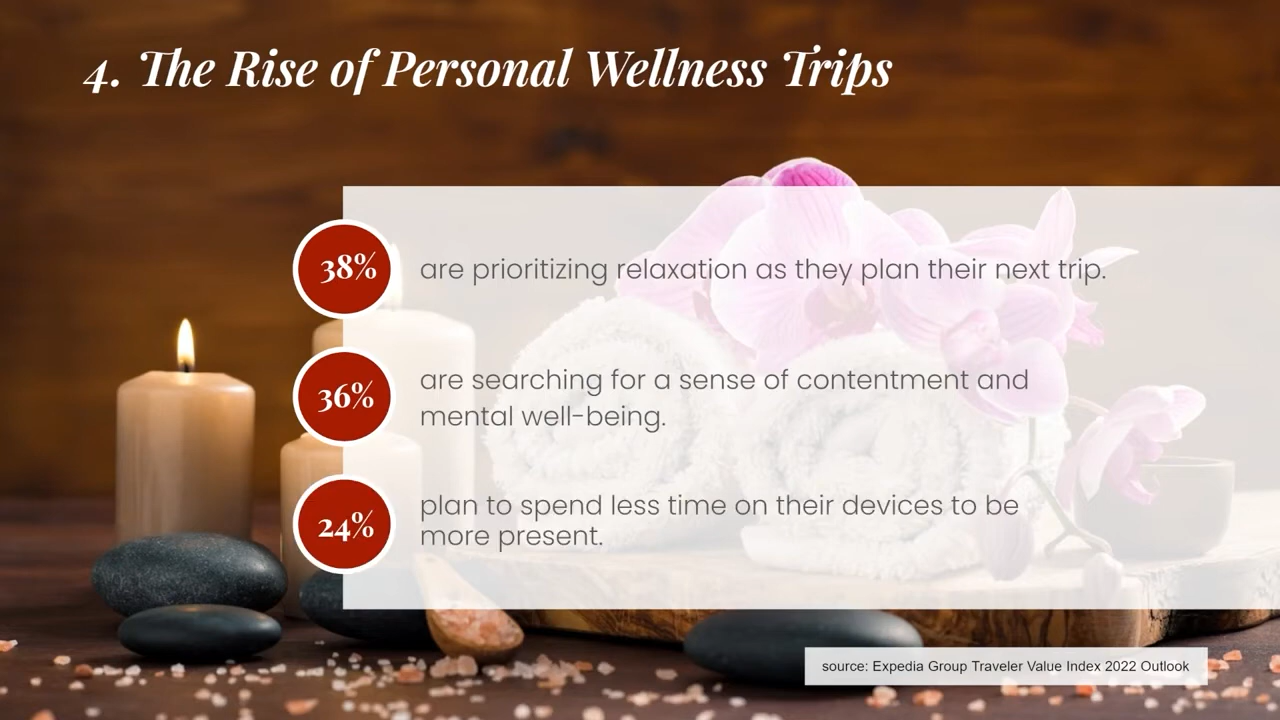 4. The Rise of Personal Wellness Trips
38%
are prioritizing relaxation as they plan their next trip.
36%
are searching for a sense of contentment and
mental well-being.
24%
plan to spend less time on their devices to be
more present.
source: Expedia Group Traveler Value Index 2022 Outlook